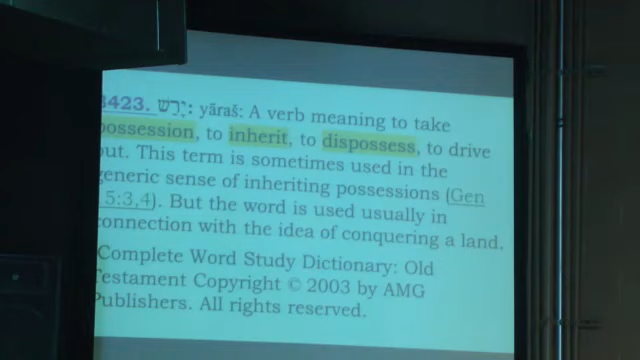 3423. יָרַשׁ: yāraš: A verb meaning to take
possession, to inherit, to dispossess, to drive
out. This term is sometimes used in the
generic sense of inheriting possessions (Gen
15:3,4). But the word is used usually in
connection with the idea of conquering a land.
Complete Word Study Dictionary: Old
Testament Copyright © 2003 by AMG
Publishers. All rights reserved.